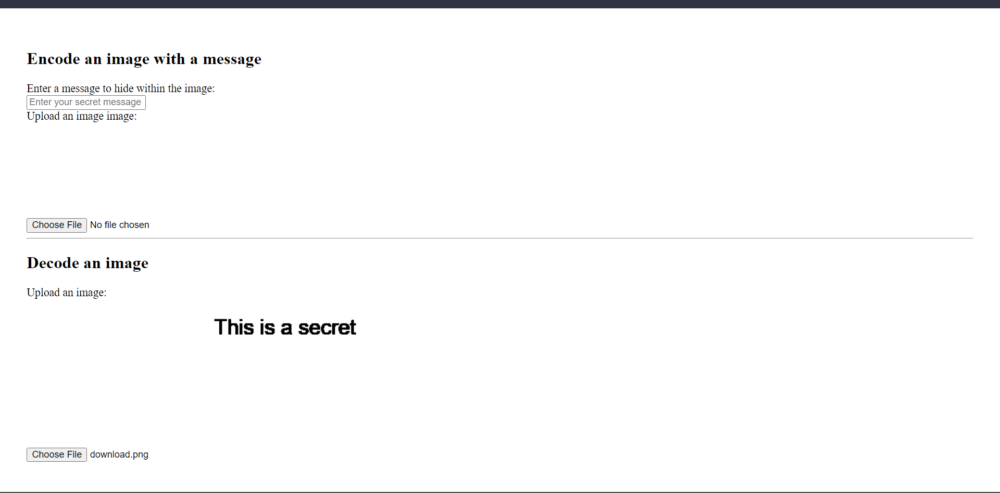 Encode an image with a message
Enter a message to hide within the image:
Enter your secret message
Upload an image image:
Choose File No file chosen
Decode an image
Upload an image:
This is a secret
Choose File download.png